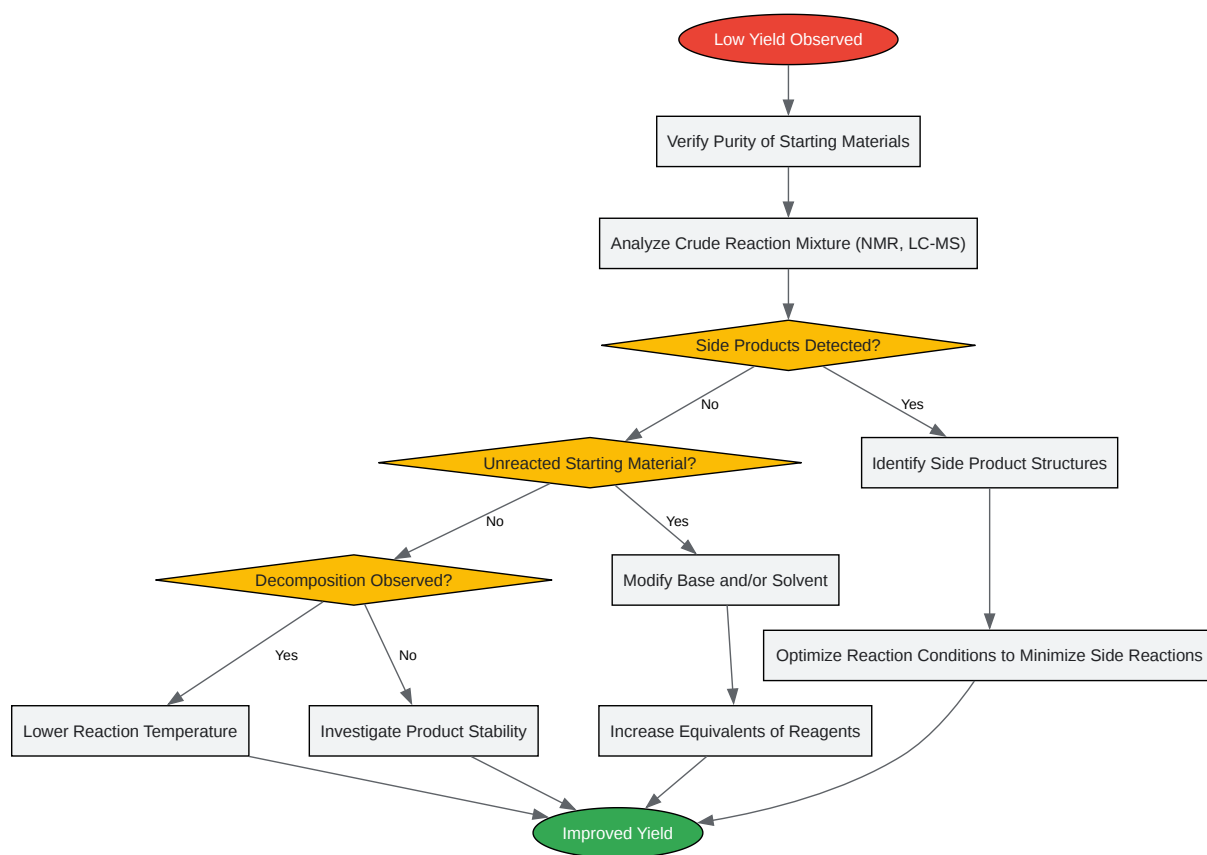 Low Yield Observed
Verify Purity of Starting Materials
Analyze Crude Reaction Mixture (NMR, LC-MS)
Side Products Detected?
No
Yes
Unreacted Starting Material?
Identify Side Product Structures
No
Yes
Decomposition Observed?
Modify Base and/or Solvent
Yes
No
Optimize Reaction Conditions to Minimize Side Reactions
Lower Reaction Temperature
Investigate Product Stability
Increase Equivalents of Reagents
Improved Yield